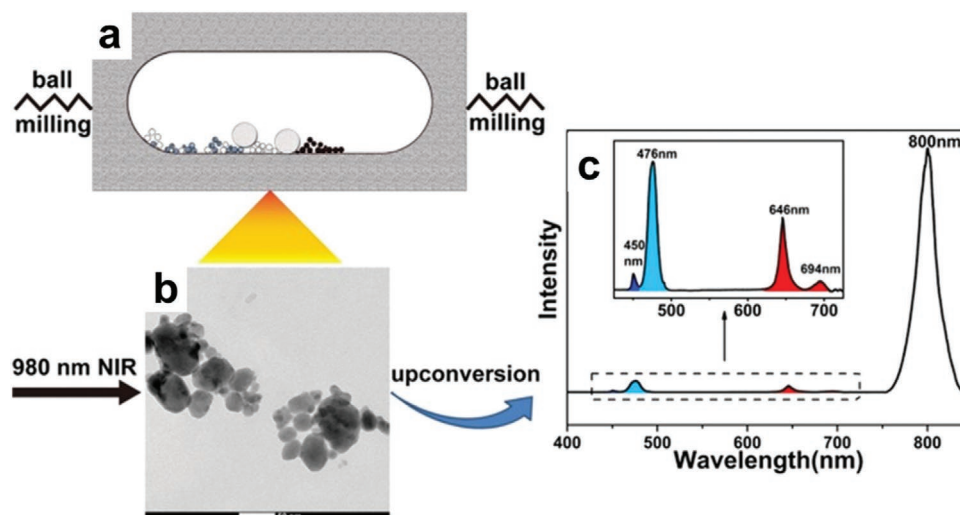 a
ball
milling
ball
milling
b
980 nm NIR
upconversion
c
800nm
476nm
646nm
450
nm
694nm
500
600
700
Intensity
400
500
600
700
800
Wavelength(nm)